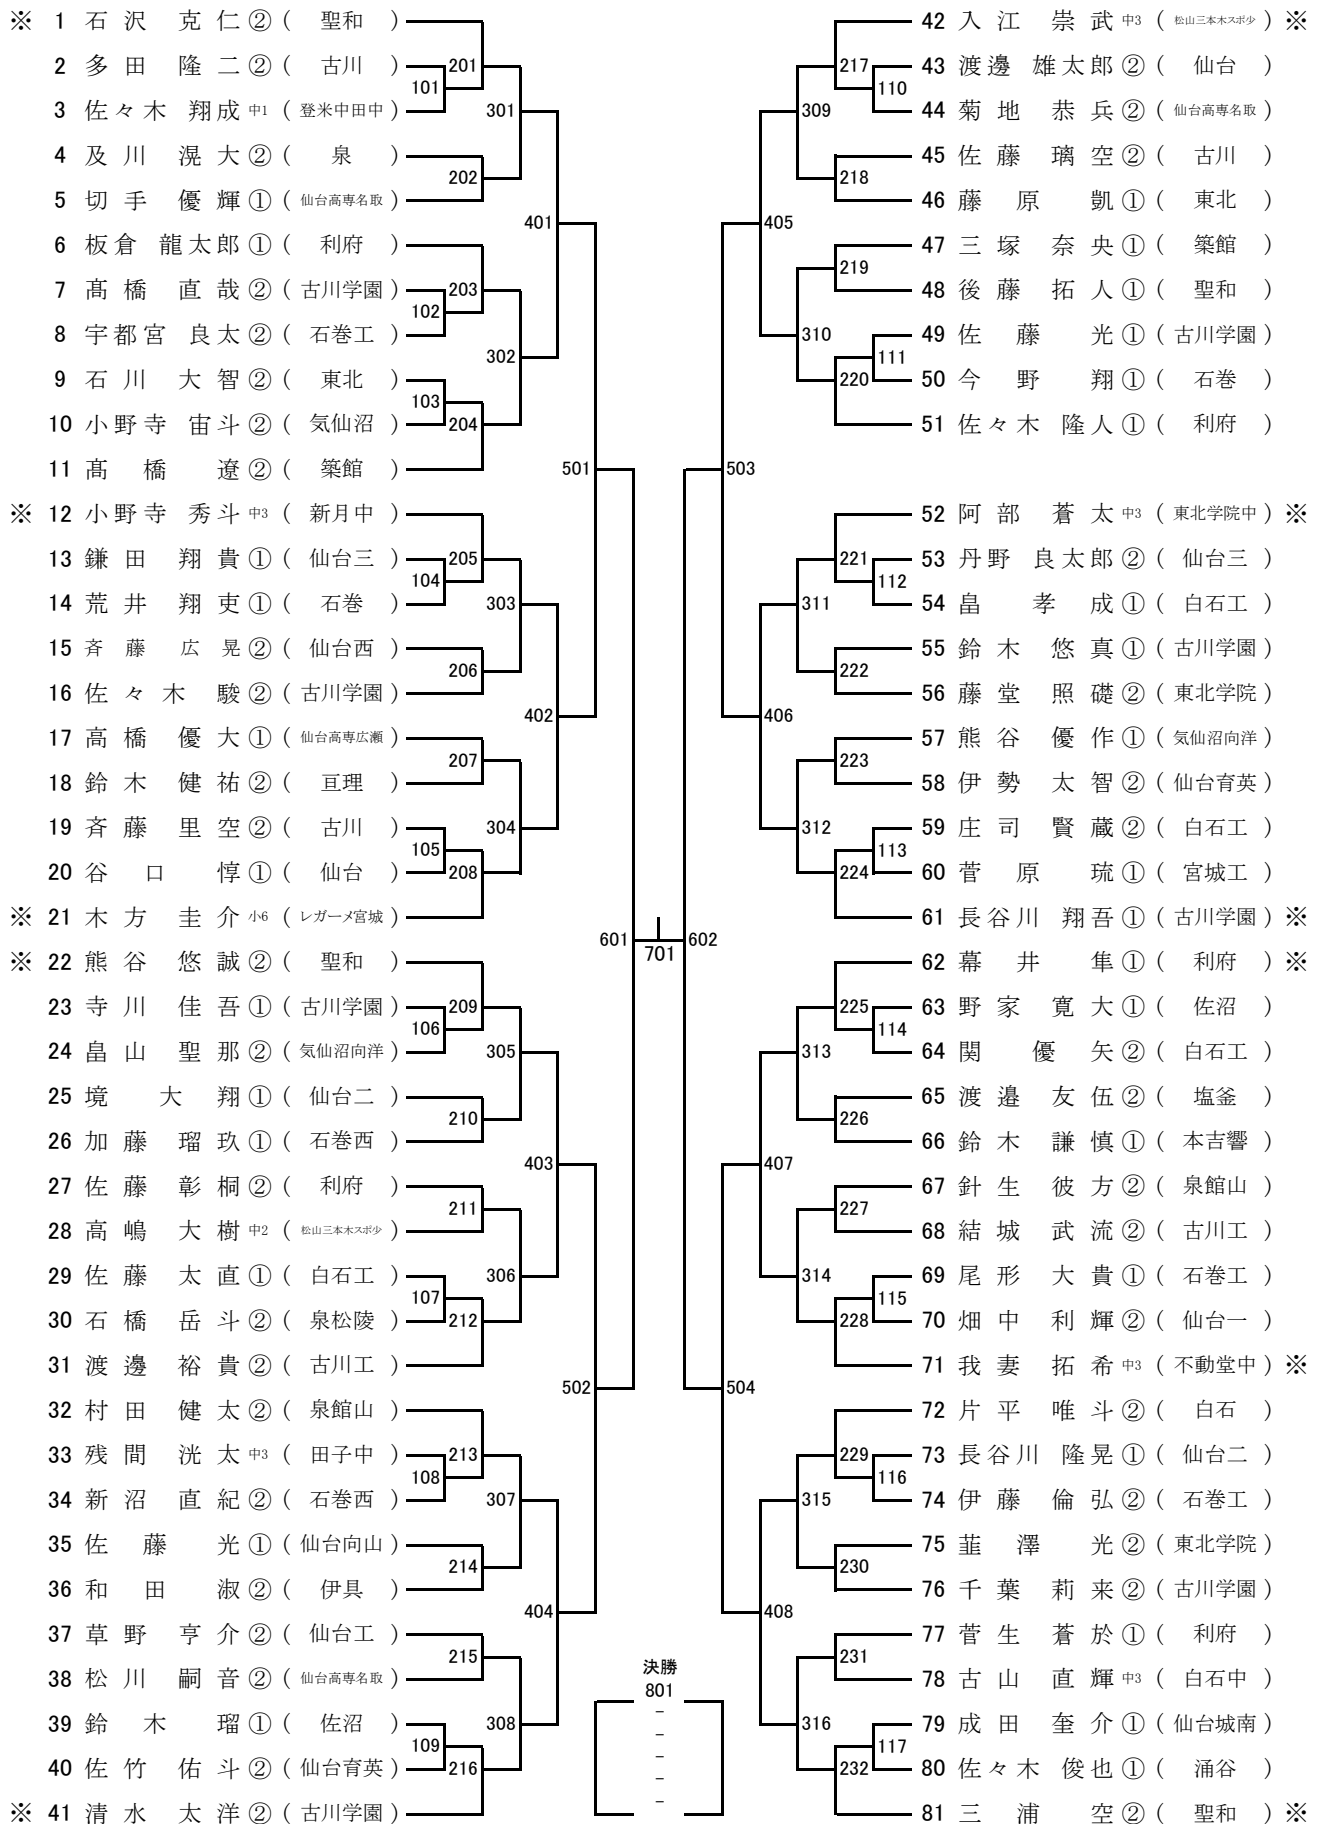 ※ 1 石沢 克仁② ( 聖和 )
2 多田 隆二② ( 古川 )
3 佐々木 翔成 中1 ( 登米中田中 )
4 及川 滉大② ( 泉 )
5 切手 優輝① ( 仙台高専名取 )
6 板倉 龍太郎① ( 利府 )
7 髙橋 直哉② ( 古川学園 )
8 宇都宮 良太② ( 石巻工 )
9 石川 大智② ( 東北 )
10 小野寺 宙斗② ( 気仙沼 )
11 髙橋 遼② ( 築館 )
※ 12 小野寺 秀斗 中3 ( 新月中 )
13 鎌田 翔貴① ( 仙台三 )
14 荒井 翔吏① ( 石巻 )
15 斉藤 広晃② ( 仙台西 )
16 佐々木 駿② ( 古川学園 )
17 高橋 優大① ( 仙台高専広瀬 )
18 鈴木 健祐② ( 亘理 )
19 斉藤 里空② ( 古川 )
20 谷口 惇① ( 仙台 )
※ 21 木方 圭介 小6 ( レガーメ宮城 )
※ 22 熊谷 悠誠② ( 聖和 )
23 寺川 佳吾① ( 古川学園 )
24 畠山 聖那② ( 気仙沼向洋 )
25 境 大翔① ( 仙台二 )
26 加藤 瑠玖① ( 石巻西 )
27 佐藤 彰桐② ( 利府 )
28 高嶋 大樹 中2 ( 松山三本木スポ少 )
29 佐藤 太直① ( 白石工 )
30 石橋 岳斗② ( 泉松陵 )
31 渡邊 裕貴② ( 古川工 )
32 村田 健太② ( 泉館山 )
33 残間 洸太 中3 ( 田子中 )
34 新沼 直紀② ( 石巻西 )
35 佐藤 光① ( 仙台向山 )
36 和田 淑② ( 伊具 )
37 草野 亨介② ( 仙台工 )
38 松川 嗣音② ( 仙台高専名取 )
39 鈴木 瑠① ( 佐沼 )
40 佐竹 佑斗② ( 仙台育英 )
※ 41 清水 太洋② ( 古川学園 )
101
102
103
104
105
106
107
108
109
201
202
203
204
205
206
207
208
209
210
211
212
213
214
215
216
301
302
303
304
305
306
307
308
401
402
403
404
501
502
601
701
602
503
504
405
406
407
408
309
310
311
312
313
314
315
316
217
218
219
220
221
222
223
224
225
226
227
228
229
230
231
232
110
111
112
113
114
115
116
117
42 入江 崇武 中3 ( 松山三本木スポ少 ) ※
43 渡邊 雄太郎② ( 仙台 )
44 菊地 恭兵② ( 仙台高専名取 )
45 佐藤 璃空② ( 古川 )
46 藤原 凱① ( 東北 )
47 三塚 奈央① ( 築館 )
48 後藤 拓人① ( 聖和 )
49 佐藤 光① ( 古川学園 )
50 今野 翔① ( 石巻 )
51 佐々木 隆人① ( 利府 )
52 阿部 蒼太 中3 ( 東北学院中 ) ※
53 丹野 良太郎② ( 仙台三 )
54 畠 孝成① ( 白石工 )
55 鈴木 悠真① ( 古川学園 )
56 藤堂 照礎② ( 東北学院 )
57 熊谷 優作① ( 気仙沼向洋 )
58 伊勢 太智② ( 仙台育英 )
59 庄司 賢蔵② ( 白石工 )
60 菅原 琉① ( 宮城工 )
61 長谷川 翔吾① ( 古川学園 ) ※
62 幕井 隼① ( 利府 ) ※
63 野家 寛大① ( 佐沼 )
64 関 優矢② ( 白石工 )
65 渡邉 友伍② ( 塩釜 )
66 鈴木 謙慎① ( 本吉響 )
67 針生 彼方② ( 泉館山 )
68 結城 武流② ( 古川工 )
69 尾形 大貴① ( 石巻工 )
70 畑中 利輝② ( 仙台一 )
71 我妻 拓希 中3 ( 不動堂中 ) ※
72 片平 唯斗② ( 白石 )
73 長谷川 隆晃① ( 仙台二 )
74 伊藤 倫弘② ( 石巻工 )
75 韮澤 光② ( 東北学院 )
76 千葉 莉来② ( 古川学園 )
77 菅生 蒼於① ( 利府 )
78 古山 直輝 中3 ( 白石中 )
79 成田 奎介① ( 仙台城南 )
80 佐々木 俊也① ( 涌谷 )
81 三浦 空② ( 聖和 ) ※
決勝
801
－
－
－
－
－